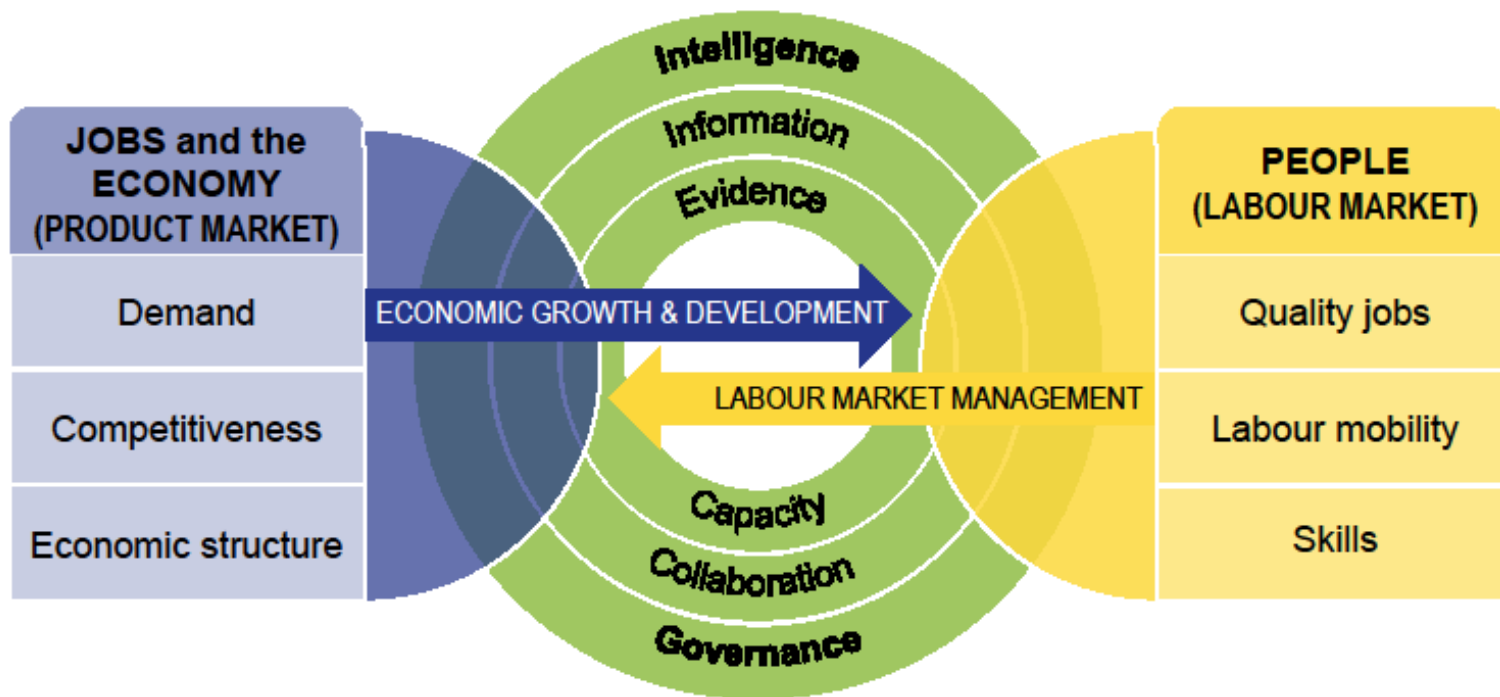 JOBS and the
ECONOMY
(PRODUCT MARKET)
Demand
Competitiveness
Economic structure
Intelligence
Information
Evidence
ECONOMIC GROWTH & DEVELOPMENT
LABOUR MARKET MANAGEMENT
Capacity
Collaboration
Governance
PEOPLE
(LABOUR MARKET)
Quality jobs
Labour mobility
Skills